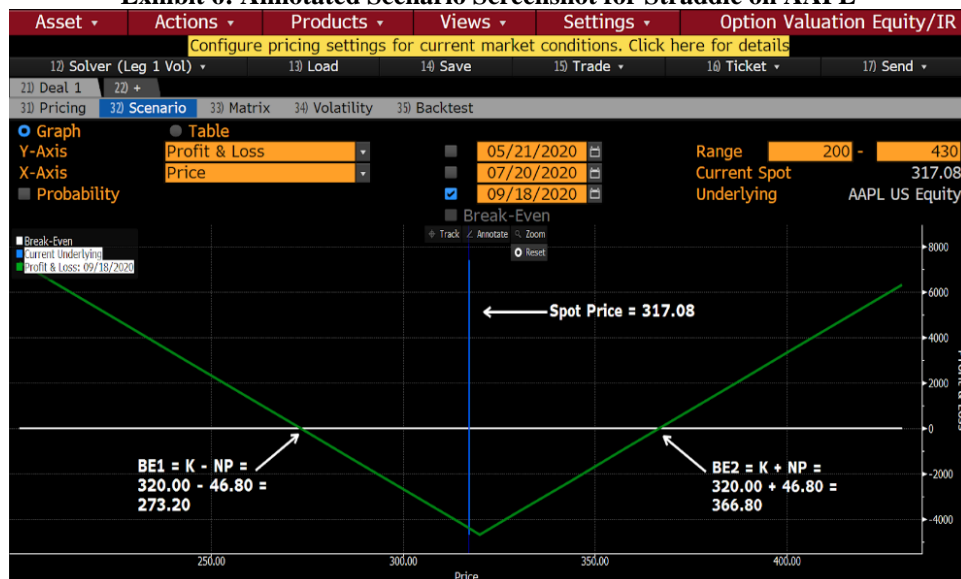 Exhibit 6: Annotated Scenario Screenshot for Straddle on AAPL
Asset Actions Products Views Settings Option Valuation Equity/IR
Configure pricing settings for current market conditions. Click here for details
12) Solver (Leg 1 Vol) 13) Load 14) Save 15) Trade 16) Ticket 17) Send
21) Deal 1 22) +
31) Pricing 32) Scenario 33) Matrix 34) Volatility 35) Backtest
Graph Table
Y-Axis Profit & Loss 05/21/2020 Range 200 - 430
X-Axis Price 07/20/2020 Current Spot 317.08
Probability 09/18/2020 Underlying AAPL US Equity
Break-Even
Track Annotate Zoom
Reset
Break-Even
Current Underlying
Profit & Loss: 09/18/2020
8000
6000
Spot Price = 317.08
4000
2000
0
BE1 = K - NP =
320.00 - 46.80 =
273.20
BE2 = K + NP =
320.00 + 46.80 =
366.80
-2000
-4000
250.00 300.00 350.00 400.00
Price